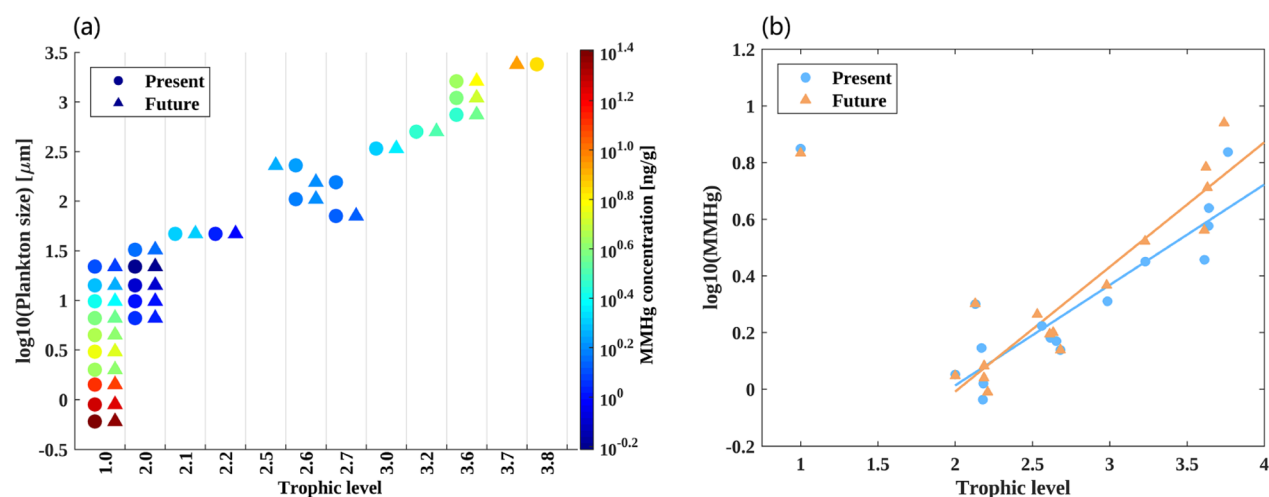 (a)
3.5
3
2.5
2
1.5
1
0.5
0
-0.5
log10(Plankton size) [μm]
Present
Future
1.0 2.0 2.1 2.2 2.5 2.6 2.7 3.0 3.2 3.6 3.7 3.8
Trophic level
10^1.4
10^1.2
10^1.0
10^0.8
10^0.6
10^0.4
10^0.2
10^0
10^-0.2
MMHg concentration [ng/g]
(b)
1.2
1
0.8
0.6
0.4
0.2
0
-0.2
log10(MMHg)
Present
Future
1 1.5 2 2.5 3 3.5 4
Trophic level